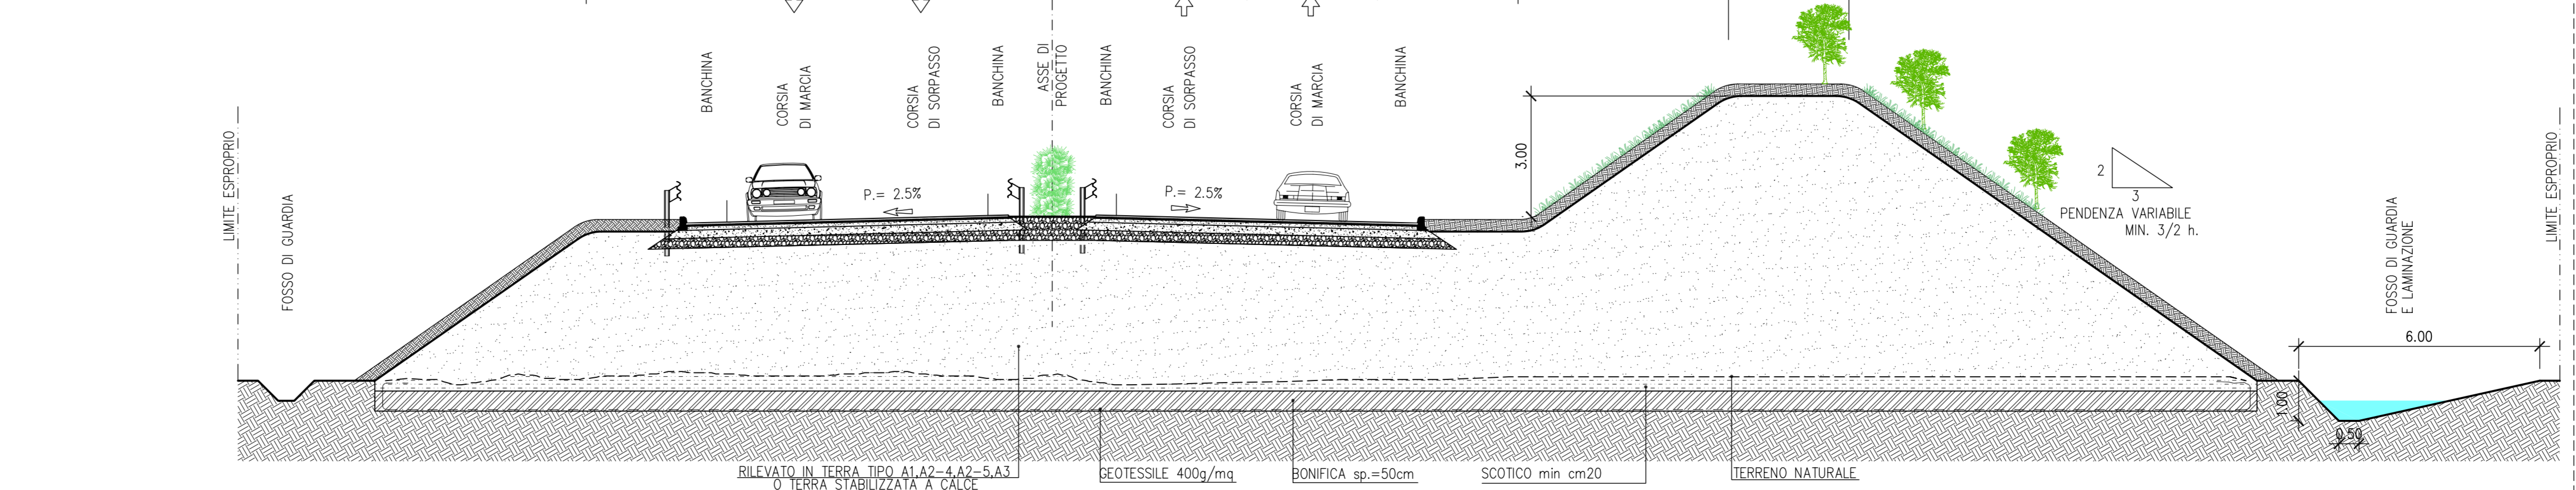 LIMITE ESPROPRIO
FOSSO DI GUARDIA
BANCHINA
CORSIA
DI MARCIA
CORSIA
DI SORPASSO
BANCHINA
ASSE DI
PROGETTO
BANCHINA
CORSIA
DI SORPASSO
CORSIA
DI MARCIA
BANCHINA
P.= 2.5%
P.= 2.5%
3.00
2
3
PENDENZA VARIABILE
MIN. 3/2 h.
FOSSO DI GUARDIA
E LAMINAZIONE
LIMITE ESPROPRIO
6.00
1.00
0.50
RILEVATO IN TERRA TIPO A1,A2-4,A2-5,A3
O TERRA STABILIZZATA A CALCE
GEOTESSILE 400g/mq
BONIFICA sp.=50cm
SCOTICO min cm20
TERRENO NATURALE